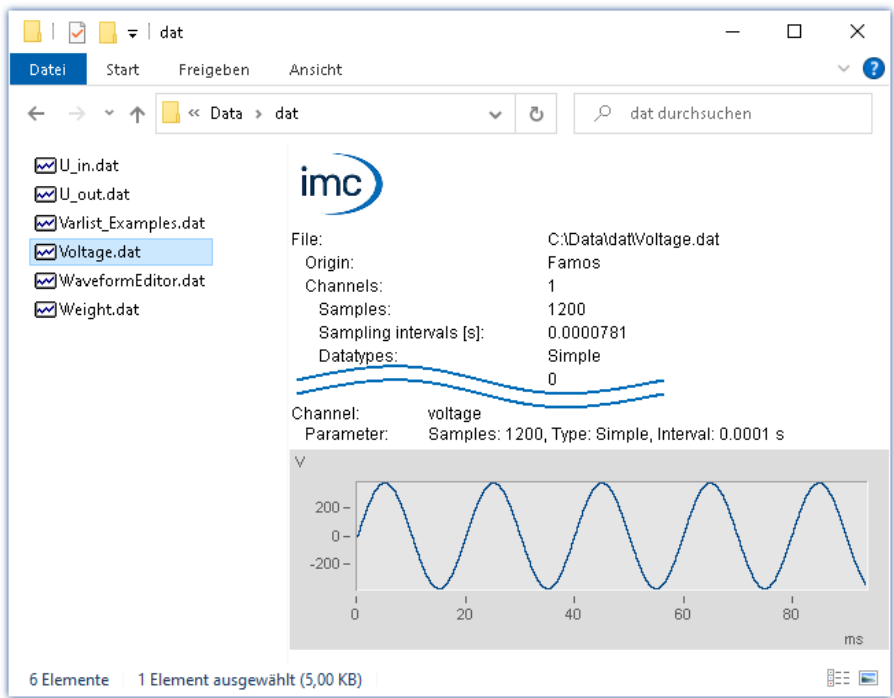 dat
Datei Start Freigeben Ansicht ?
« Data > dat
dat durchsuchen
U_in.dat
U_out.dat
Varlist_Examples.dat
Voltage.dat
WaveformEditor.dat
Weight.dat
imc
File: C:\Data\dat\Voltage.dat
Origin: Famos
Channels: 1
Samples: 1200
Sampling intervals [s]: 0.0000781
Datatypes: Simple
0
Channel: voltage
Parameter: Samples: 1200, Type: Simple, Interval: 0.0001 s
V
200
0
-200
0 20 40 60 80
ms
6 Elemente 1 Element ausgewählt (5,00 KB)